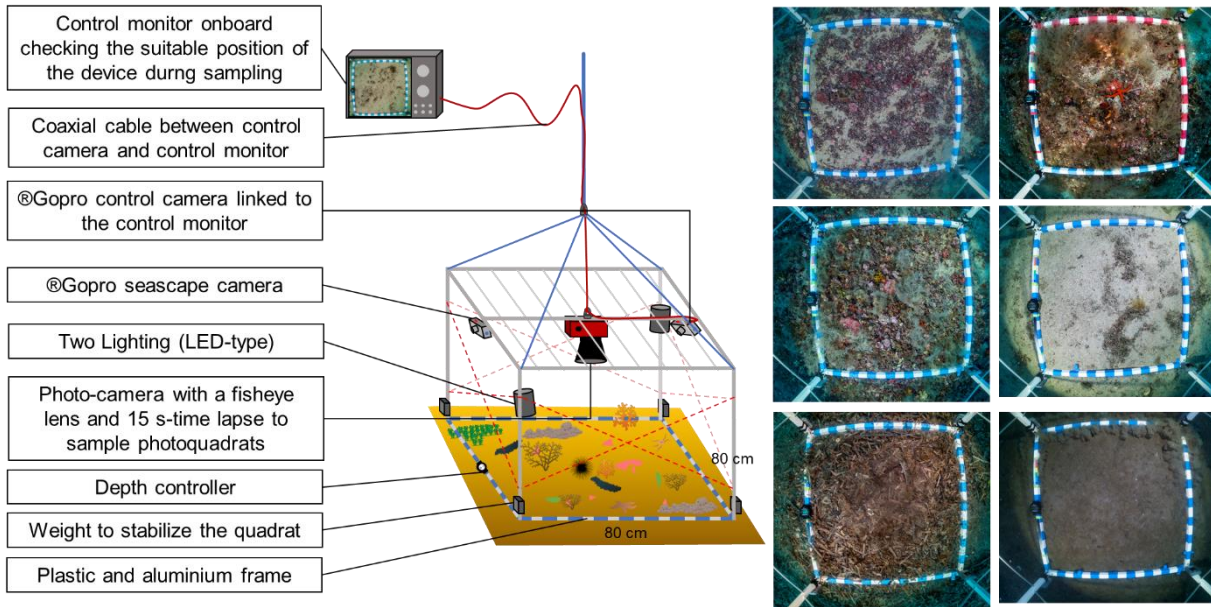 Control monitor onboard
checking the suitable position of
the device durng sampling
Coaxial cable between control
camera and control monitor
®Gopro control camera linked to
the control monitor
®Gopro seascape camera
Two Lighting (LED-type)
Photo-camera with a fisheye
lens and 15 s-time lapse to
sample photoquadrats
Depth controller
Weight to stabilize the quadrat
Plastic and aluminium frame
80 cm
80 cm